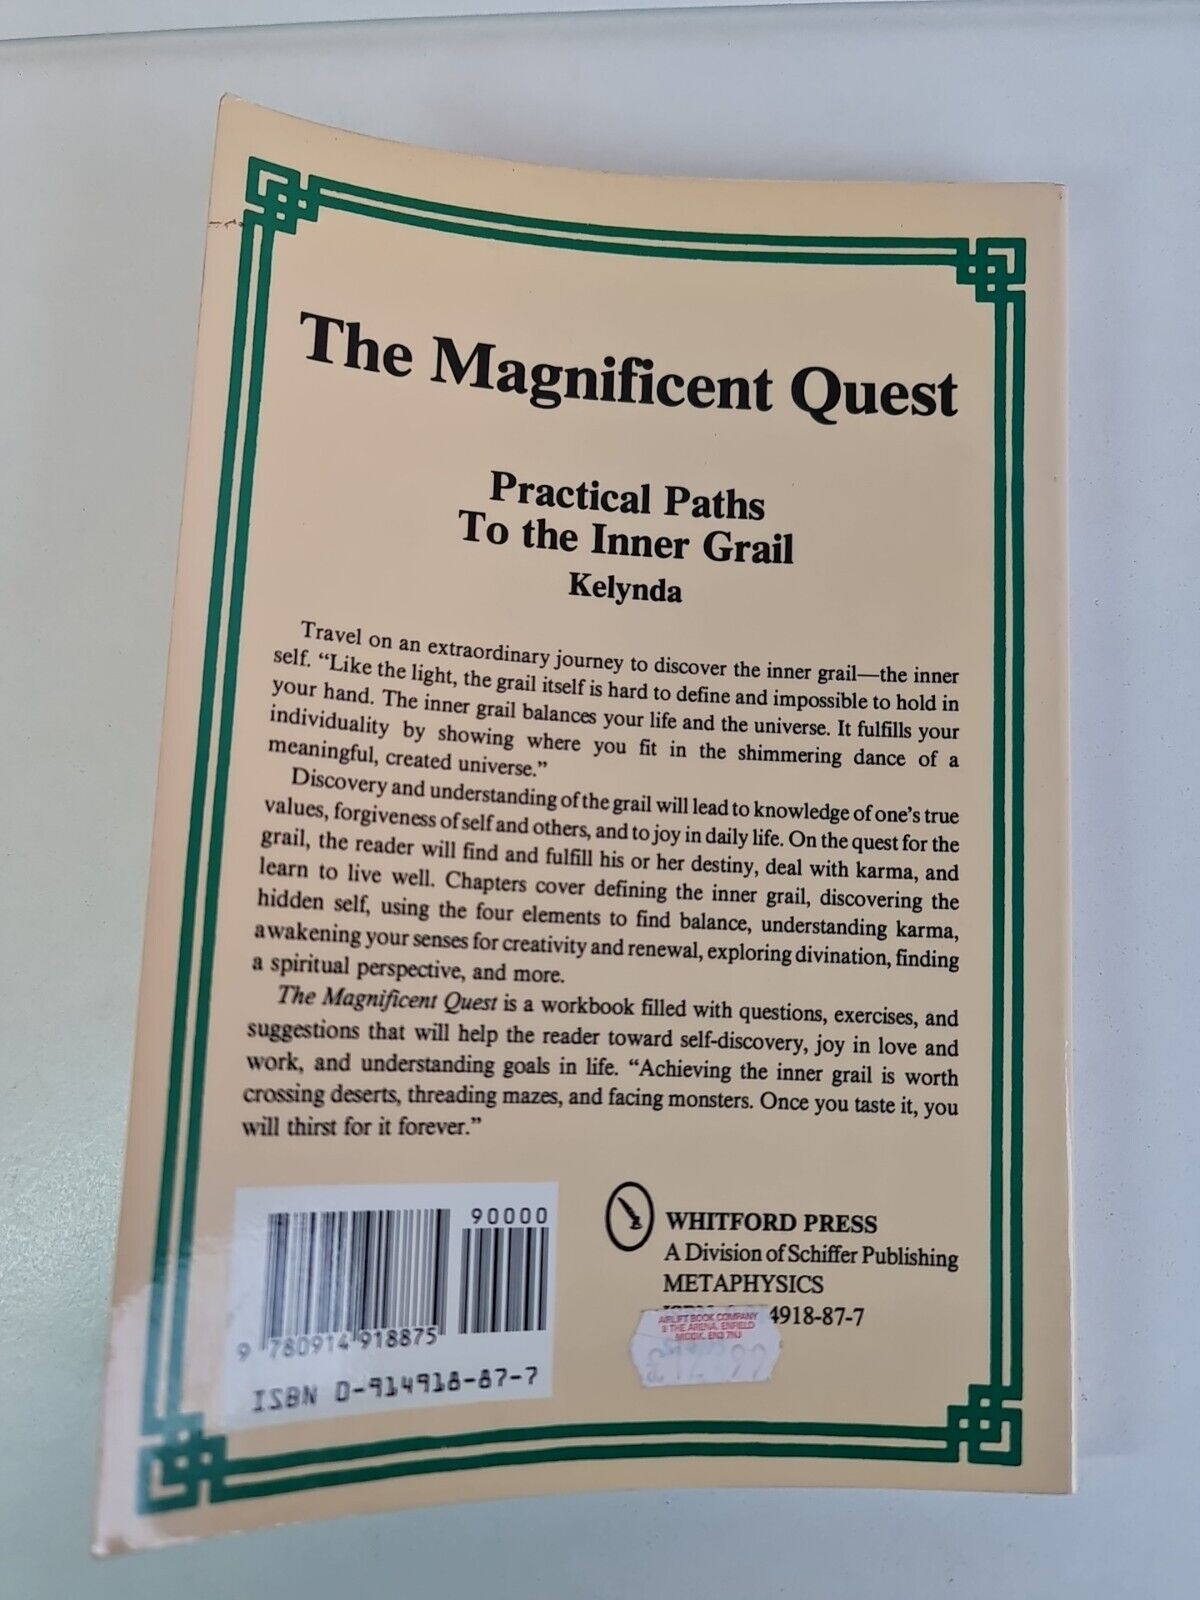 The Magnificent Quest
Practical Paths
To the Inner Grail
Kelynda
Travel on an extraordinary journey to discover the inner grail—the inner
self. “Like the light, the grail itself is hard to define and impossible to hold in
your hand. The inner grail balances your life and the universe. It fulfills your
individuality by showing where you fit in the shimmering dance of a
meaningful, created universe.”
Discovery and understanding of the grail will lead to knowledge of one’s true
values, forgiveness of self and others, and to joy in daily life. On the quest for the
grail, the reader will find and fulfill his or her destiny, deal with karma, and
learn to live well. Chapters cover defining the inner grail, discovering the
hidden self, using the four elements to find balance, understanding karma,
awakening your senses for creativity and renewal, exploring divination, finding
a spiritual perspective, and more.
The Magnificent Quest is a workbook filled with questions, exercises, and
suggestions that will help the reader toward self-discovery, joy in love and
work, and understanding goals in life. “Achieving the inner grail is worth
crossing deserts, threading mazes, and facing monsters. Once you taste it, you
will thirst for it forever.”
90000
9 780914 918875
ISBN 0-914918-87-7
WHITFORD PRESS
A Division of Schiffer Publishing
METAPHYSICS
4918-87-7
AIRLIFT BOOK COMPANY
8 THE ARENA, ENFIELD
MIDDX, EN3 7NJ